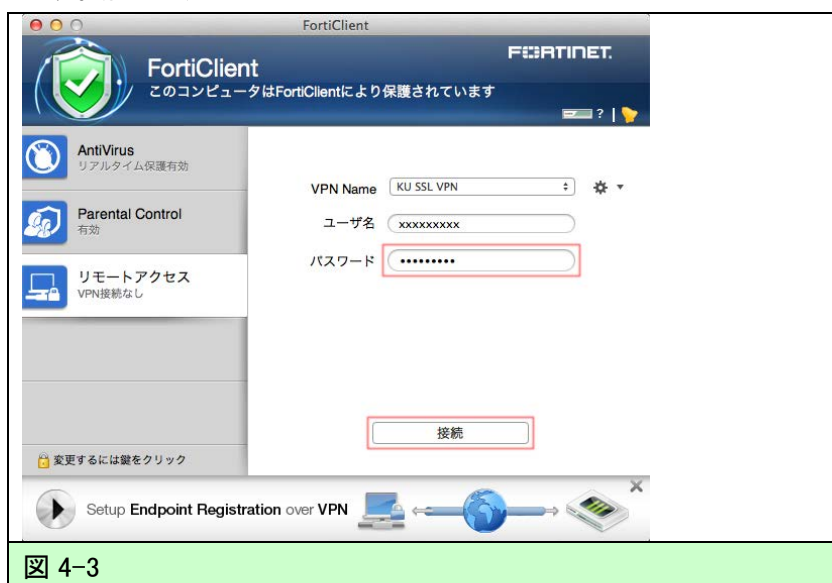 FortiClient
FortiClient
FORTINET.
このコンピュータはFortiClientにより保護されています
? |
AntiVirus
リアルタイム保護有効
Parental Control
有効
リモートアクセス
VPN接続なし
VPN Name KU SSL VPN
ユーザ名 xxxxxxxxx
パスワード •••••••••
接続
変更するには鍵をクリック
Setup Endpoint Registration over VPN
図 4-3